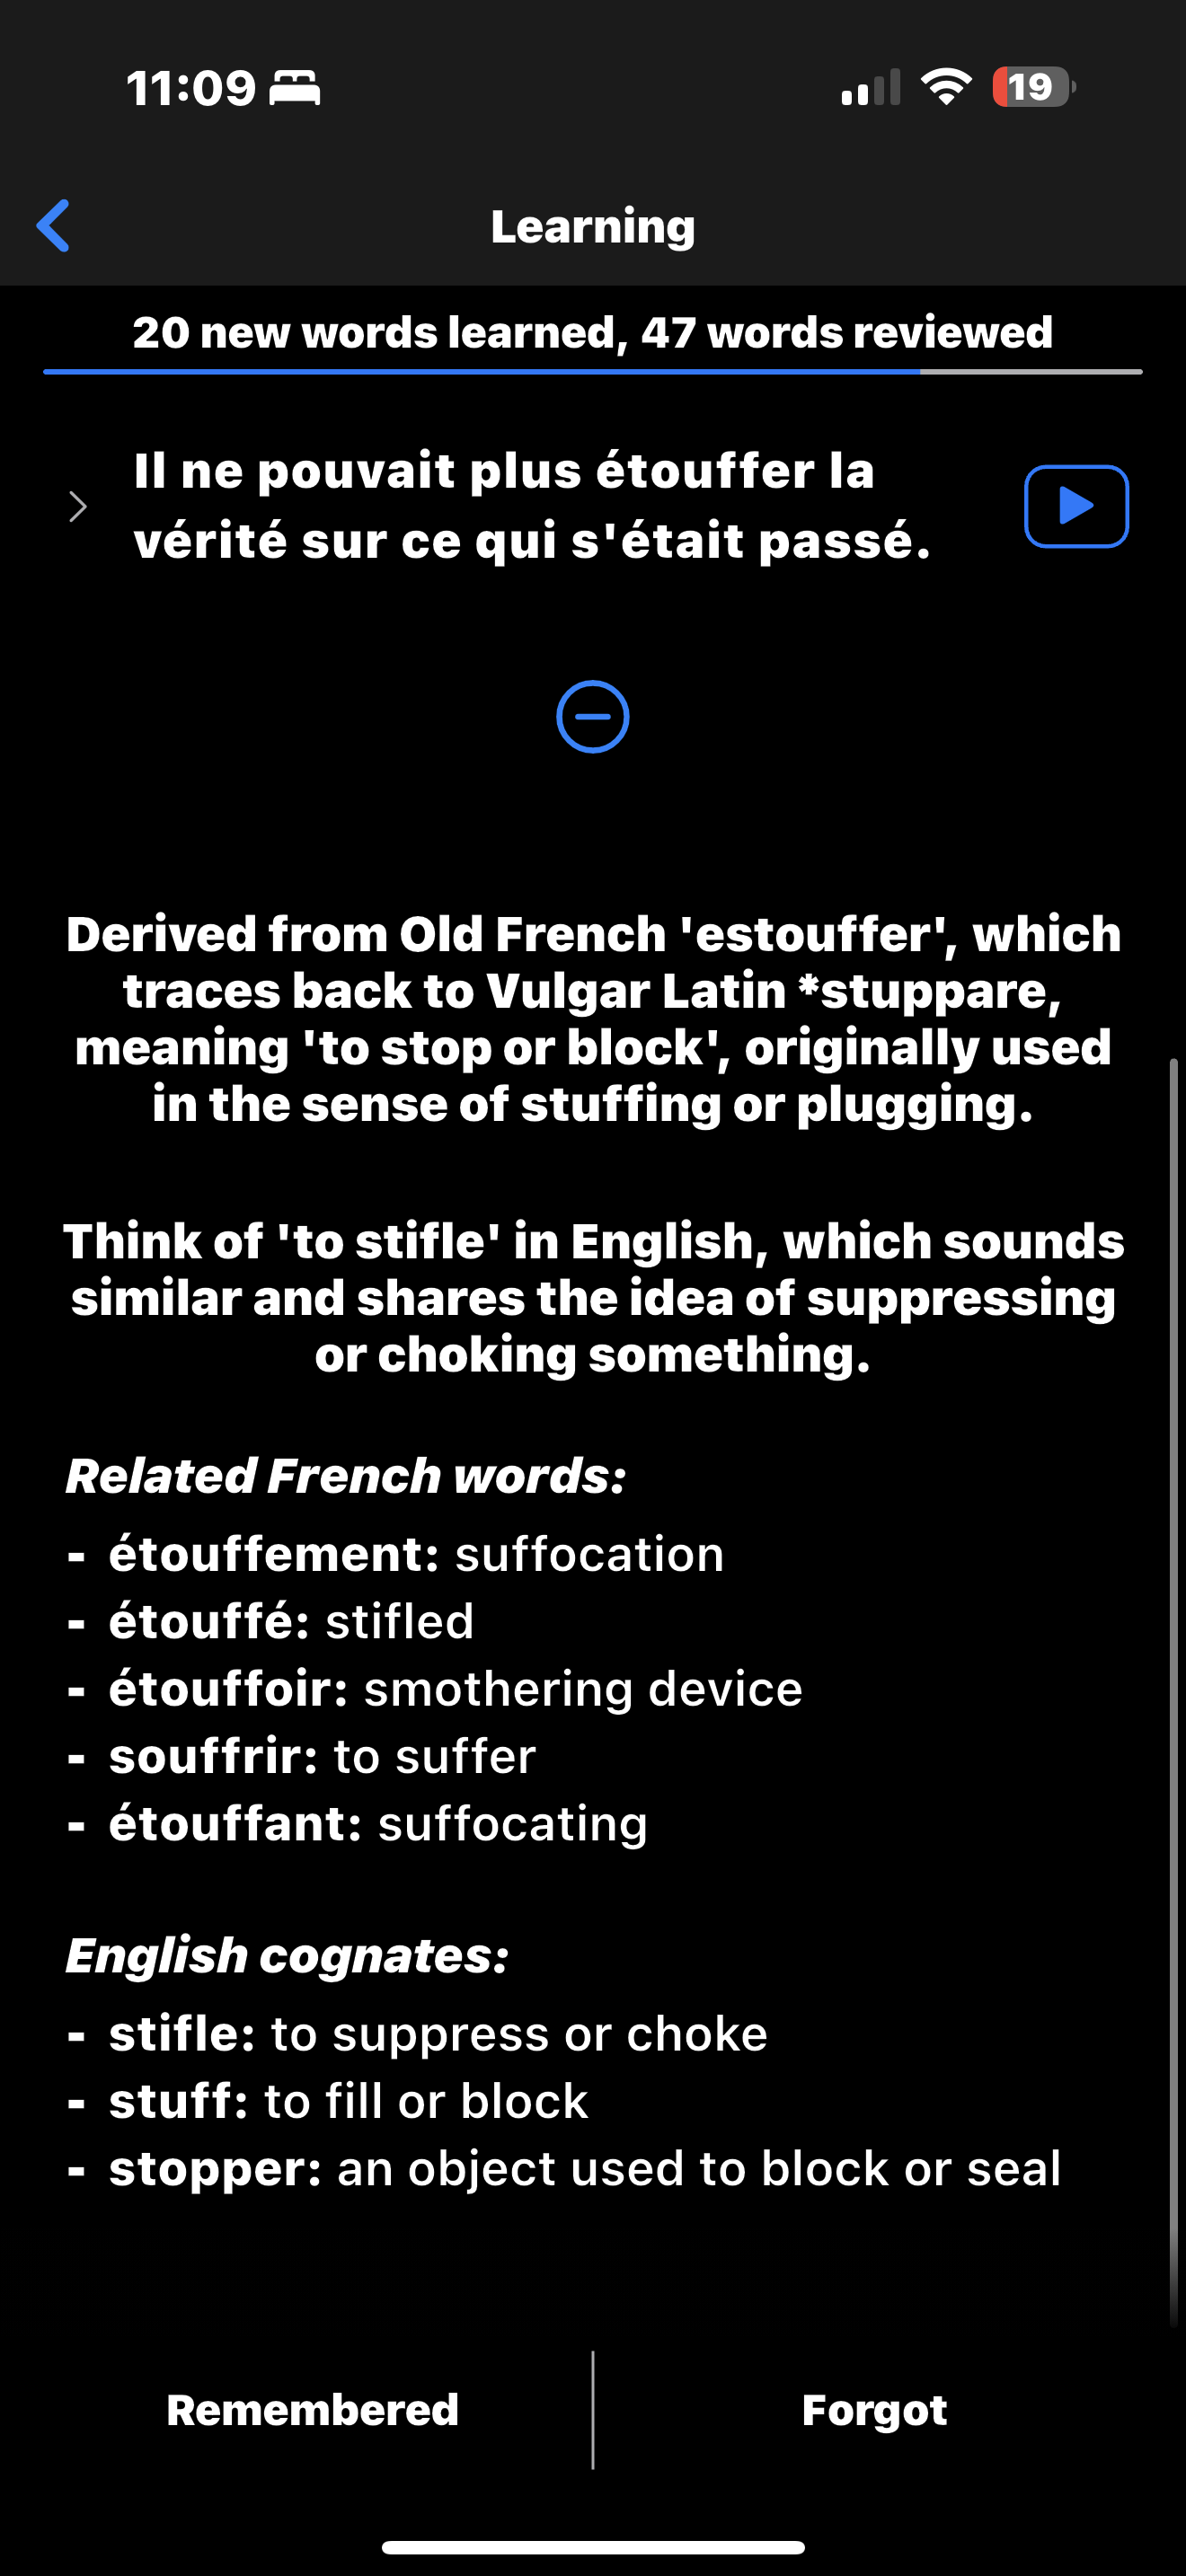 11:09
19
Learning
20 new words learned, 47 words reviewed
Il ne pouvait plus étouffer la
vérité sur ce qui s'était passé.
Derived from Old French 'estouffer', which
traces back to Vulgar Latin *stuppare,
meaning 'to stop or block', originally used
in the sense of stuffing or plugging.
Think of 'to stifle' in English, which sounds
similar and shares the idea of suppressing
or choking something.
Related French words:
- étouffement: suffocation
- étouffé: stifled
- étouffoir: smothering device
- souffrir: to suffer
- étouffant: suffocating
English cognates:
- stifle: to suppress or choke
- stuff: to fill or block
- stopper: an object used to block or seal
Remembered
Forgot